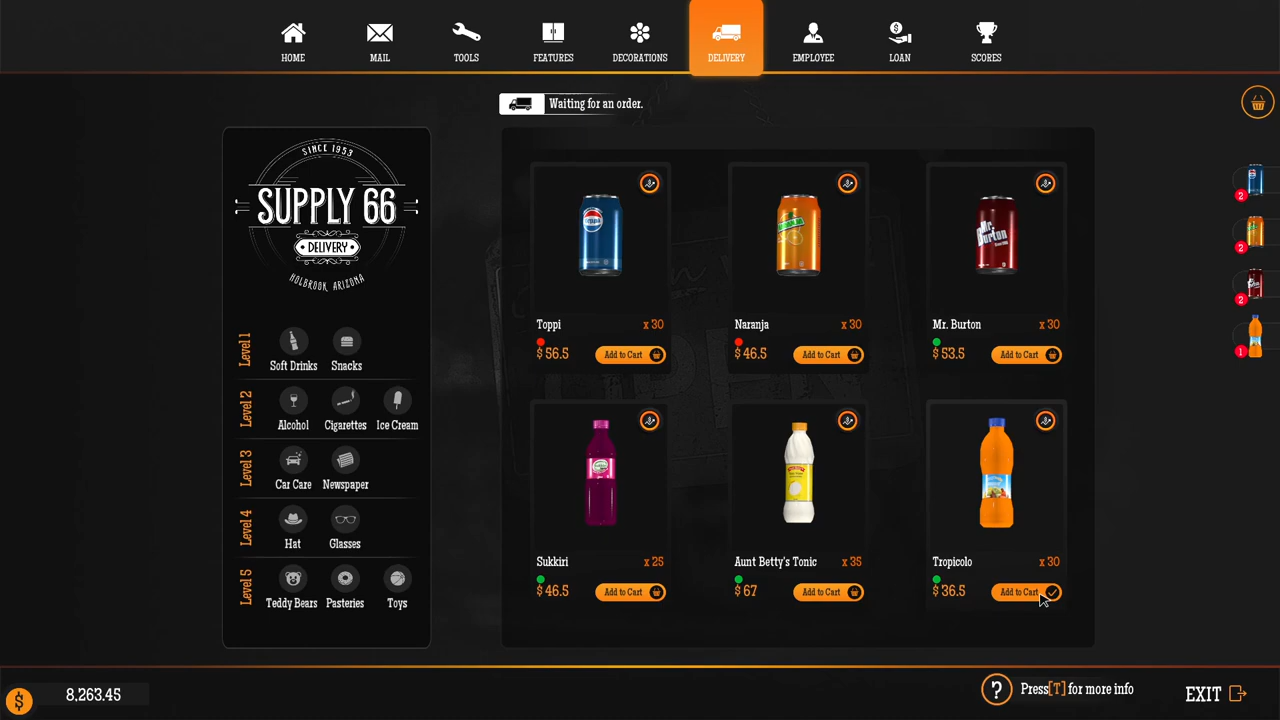 HOME
MAIL
TOOLS
FEATURES
DECORATIONS
DELIVERY
EMPLOYEE
LOAN
SCORES
Waiting for an order.
SINCE 1953
SUPPLY 66
DELIVERY
HOLBROOK ARIZONA
Level 1
Soft Drinks
Snacks
Level 2
Alcohol
Cigarettes
Ice Cream
Level 3
Car Care
Newspaper
Level 4
Hat
Glasses
Level 5
Teddy Bears
Pasteries
Toys
Toppi x 30
$ 56.5 Add to Cart
Naranja x 30
$ 46.5 Add to Cart
Mr. Burton
Mr. Burton x 30
$ 53.5 Add to Cart
Sukkiri x 25
$ 46.5 Add to Cart
Aunt Betty's Tonic x 35
$ 67 Add to Cart
Tropicolo x 30
$ 36.5 Add to Cart
2
2
2
1
$ 8,263.45
? Press[T] for more info
EXIT